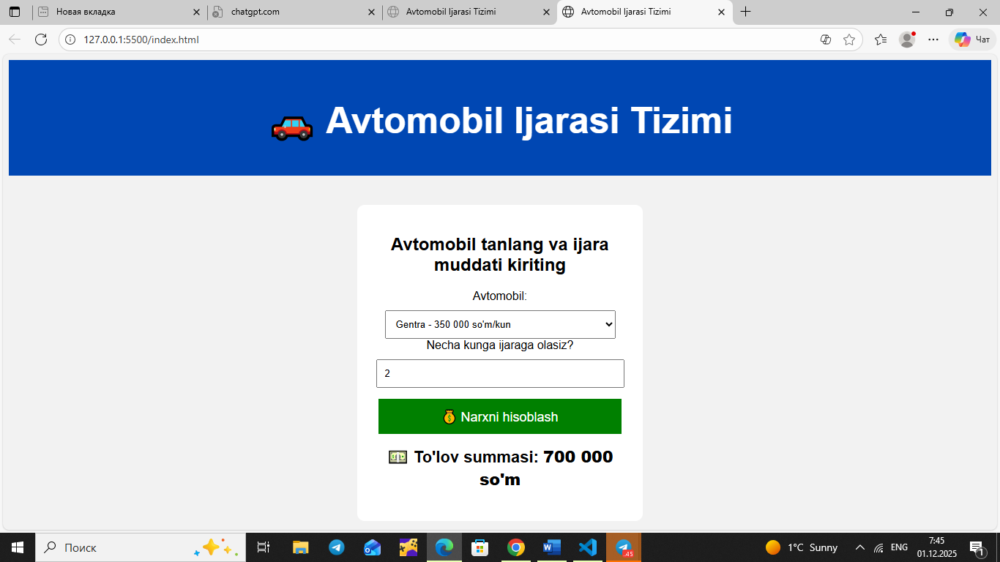 Новая вкладка
chatgpt.com
Avtomobil Ijarasi Tizimi
Avtomobil Ijarasi Tizimi
127.0.0.1:5500/index.html
Чат
Avtomobil Ijarasi Tizimi
Avtomobil tanlang va ijara
muddati kiriting
Avtomobil:
Gentra - 350 000 so'm/kun
Necha kunga ijaraga olasiz?
2
Narxni hisoblash
To'lov summasi: 700 000
so'm
Поиск
.45
1°C Sunny
ENG
7:45
01.12.2025
1